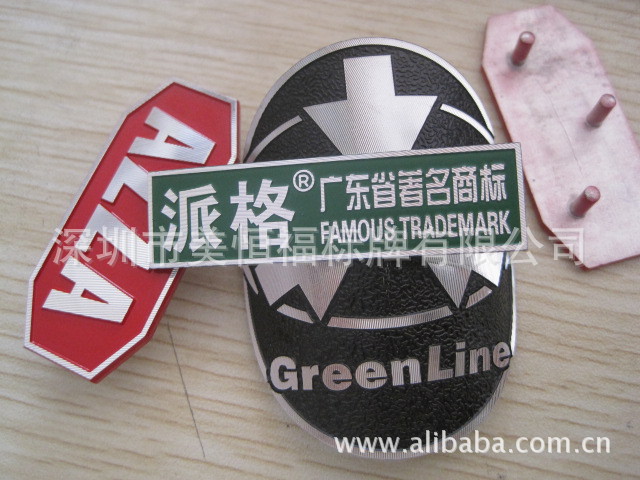 派格® 广东省著名商标
FAMOUS TRADEMARK
深圳市美恒福标牌有限公司
GreenLine
www.alibaba.com.cn